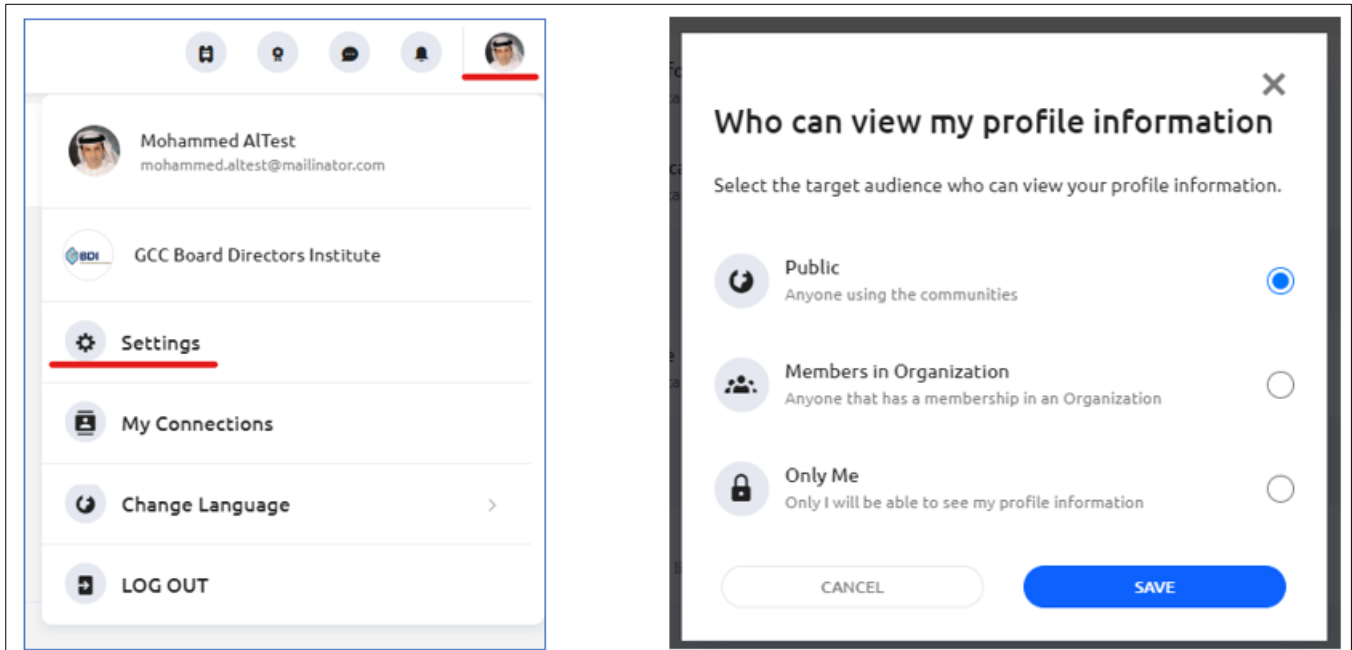 Mohammed AlTest
mohammed.altest@mailinator.com
BDI
GCC Board Directors Institute
Settings
My Connections
Change Language
LOG OUT
Who can view my profile information
Select the target audience who can view your profile information.
Public
Anyone using the communities
Members in Organization
Anyone that has a membership in an Organization
Only Me
Only I will be able to see my profile information
CANCEL
SAVE